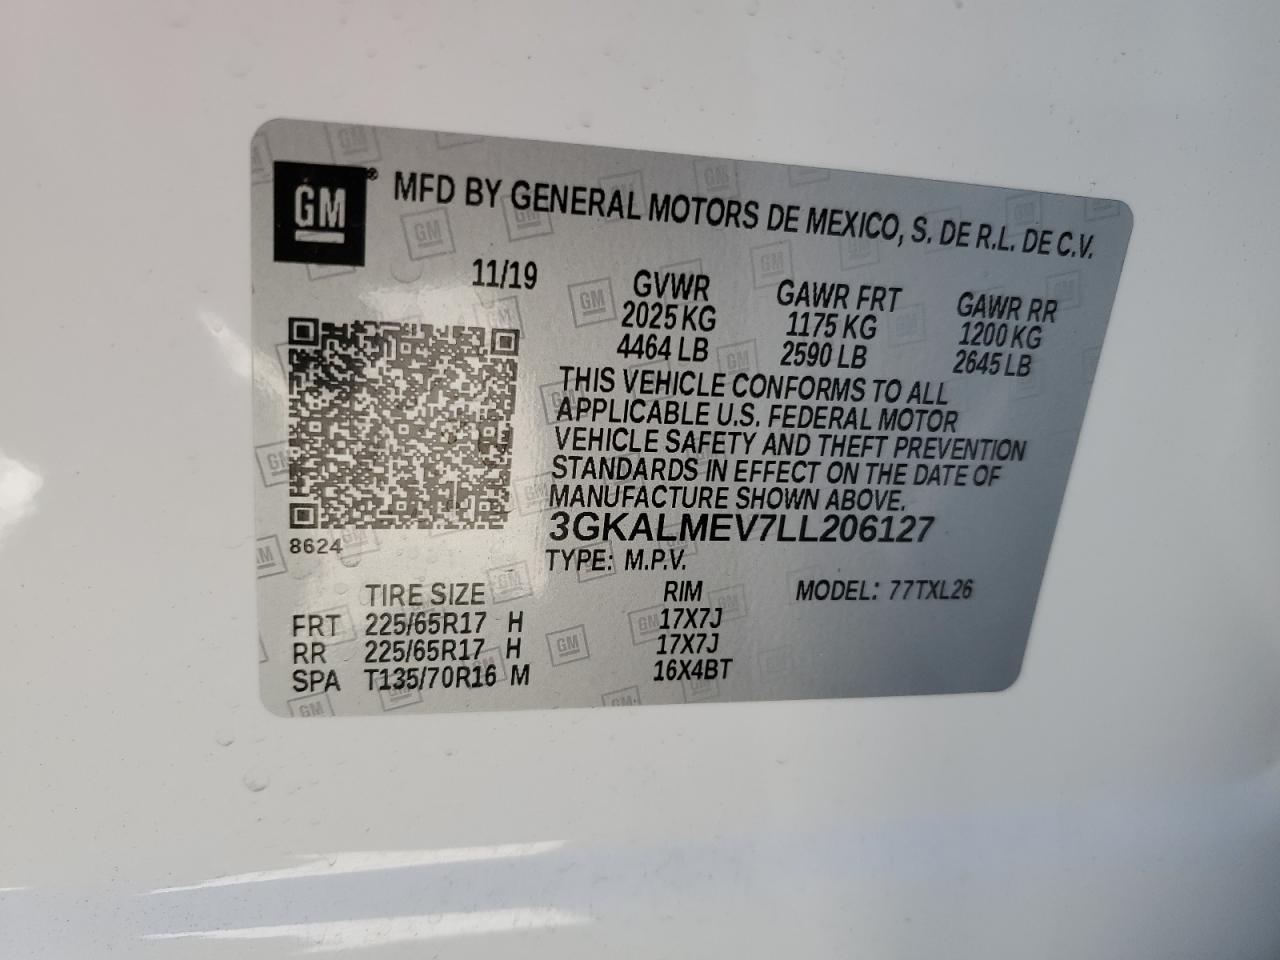 GM® MFD BY GENERAL MOTORS DE MEXICO, S. DE R.L. DE C.V.
11/19 GVWR GAWR FRT GAWR RR
2025 KG 1175 KG 1200 KG
4464 LB 2590 LB 2645 LB
THIS VEHICLE CONFORMS TO ALL
APPLICABLE U.S. FEDERAL MOTOR
VEHICLE SAFETY AND THEFT PREVENTION
STANDARDS IN EFFECT ON THE DATE OF
MANUFACTURE SHOWN ABOVE.
3GKALMEV7LL206127
8624
TYPE: M.P.V.
TIRE SIZE RIM MODEL: 77TXL26
FRT 225/65R17 H 17X7J
RR 225/65R17 H 17X7J
SPA T135/70R16 M 16X4BT